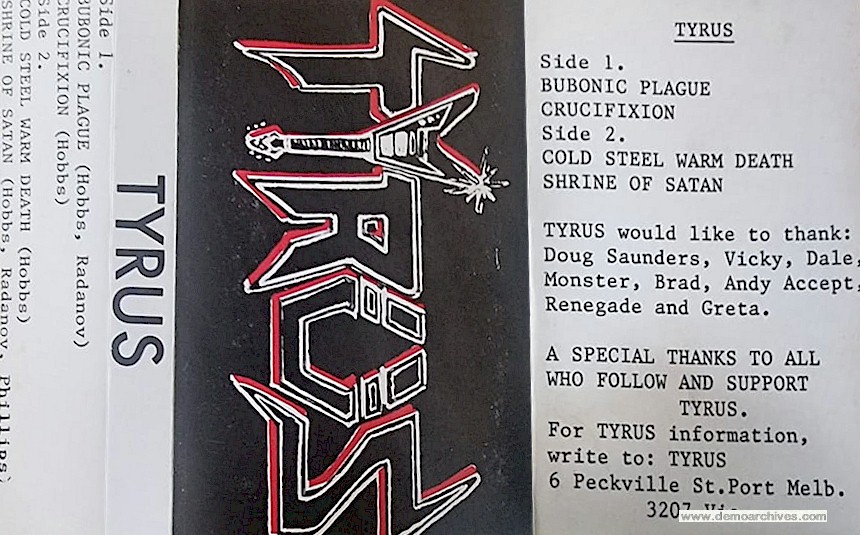 Side 1.
BUBONIC PLAGUE (Hobbs, Radanov)
CRUCIFIXION (Hobbs)
Side 2.
COLD STEEL WARM DEATH (Hobbs)
SHRINE OF SATAN (Hobbs, Radanov, Phillips)
TYRUS
TYRUS
TYRUS
Side 1.
BUBONIC PLAGUE
CRUCIFIXION
Side 2.
COLD STEEL WARM DEATH
SHRINE OF SATAN
TYRUS would like to thank:
Doug Saunders, Vicky, Dale,
Monster, Brad, Andy Accept,
Renegade and Greta.
A SPECIAL THANKS TO ALL
WHO FOLLOW AND SUPPORT
TYRUS.
For TYRUS information,
write to: TYRUS
6 Peckville St.Port Melb.
3207
www.demoarchives.com